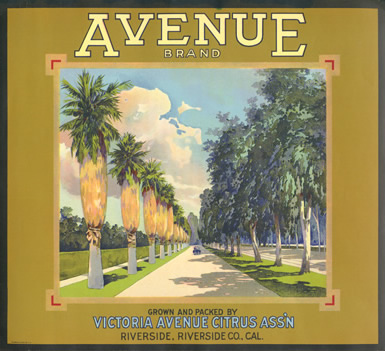 AVENUE
BRAND
GROWN AND PACKED BY
VICTORIA AVENUE CITRUS ASS'N
RIVERSIDE, RIVERSIDE CO., CAL.